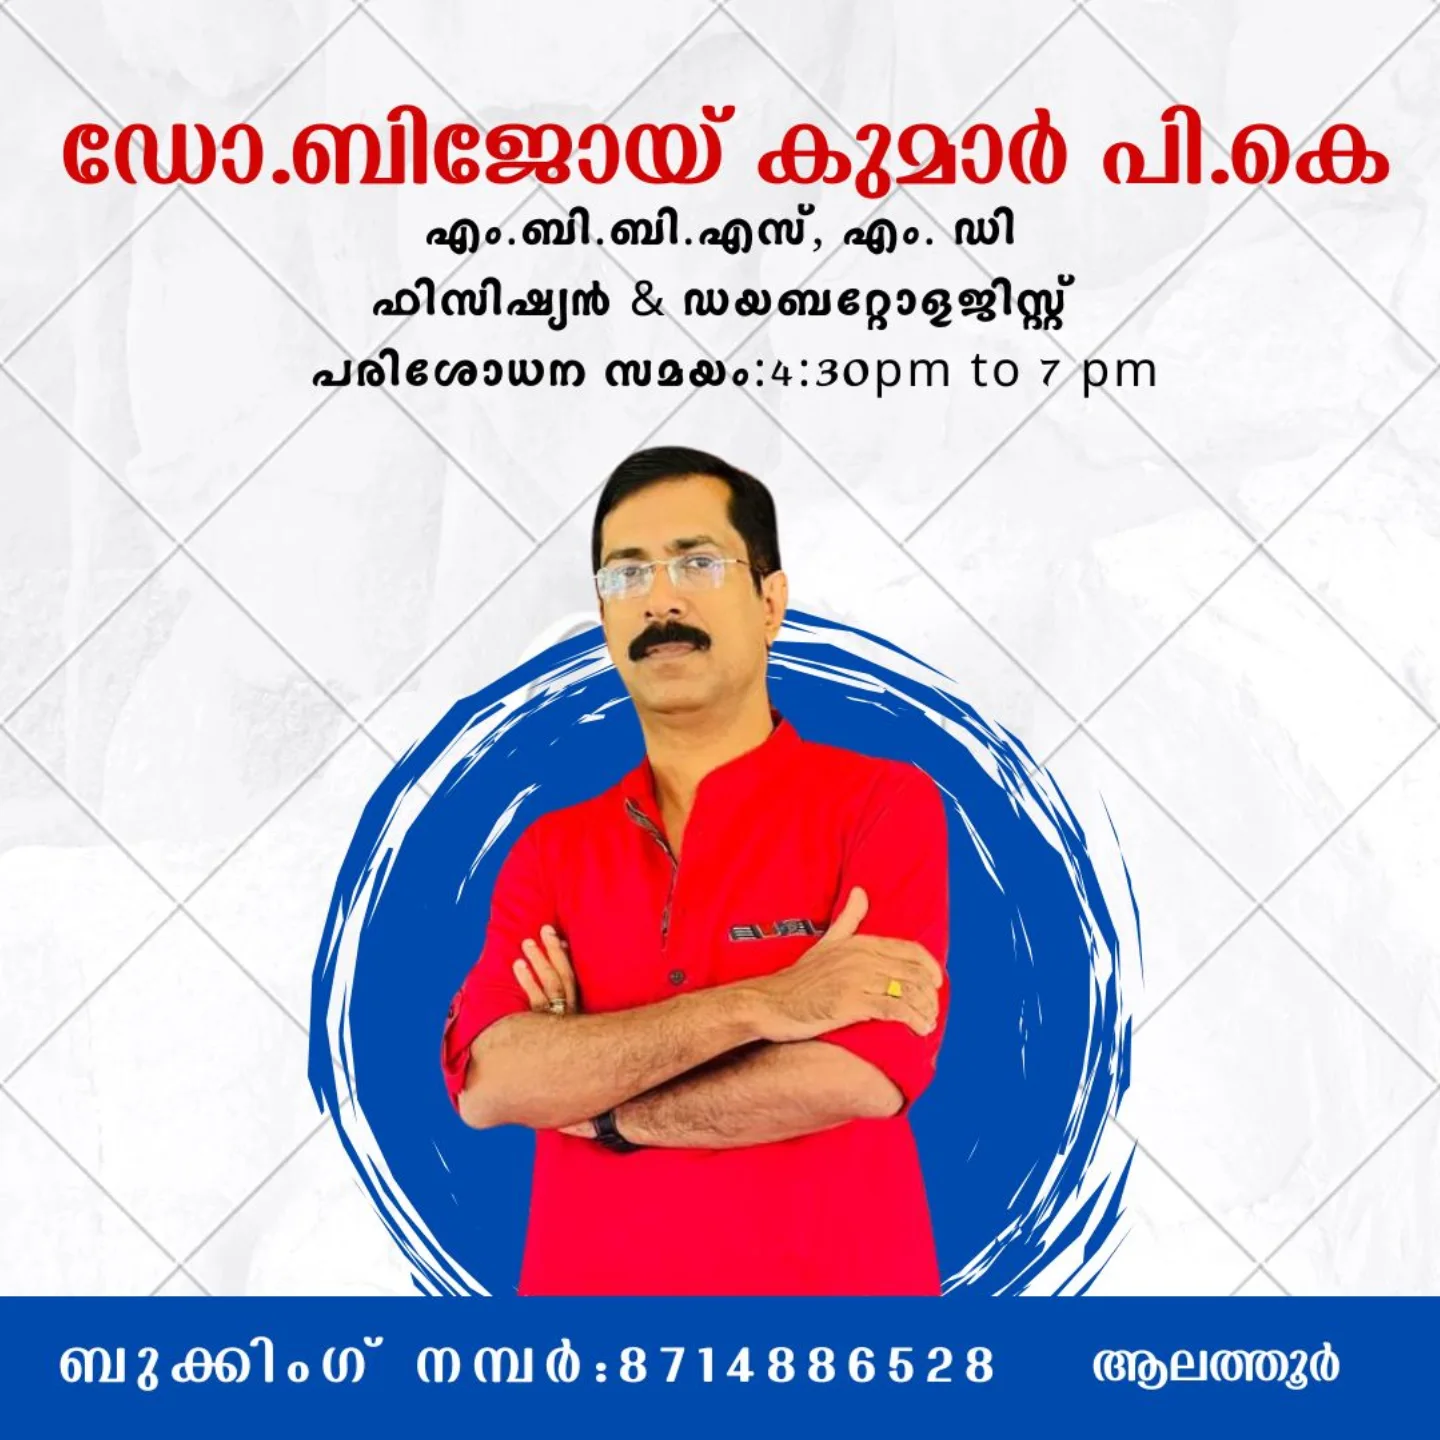 ഡോ.ബിജോയ് കുമാർ പി.കെ
എം.ബി.ബി.എസ്, എം. ഡി
ഫിസിഷ്യൻ & ഡയബറ്റോളജിസ്റ്റ്
പരിശോധന സമയം:4:30pm to 7 pm
ബുക്കിംഗ് നമ്പർ:8714886528 ആലത്തൂർ